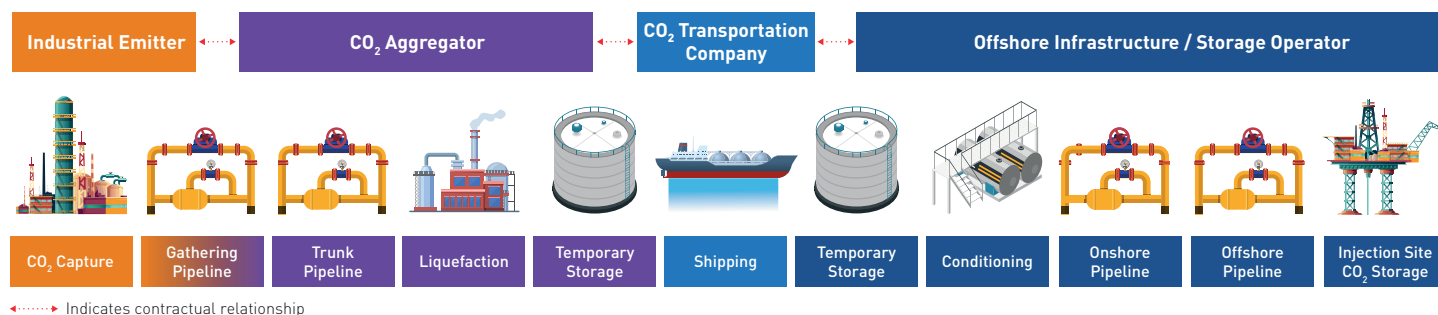 Industrial Emitter
CO₂ Aggregator
CO₂ Transportation
Company
Offshore Infrastructure / Storage Operator
CO₂ Capture
Gathering
Pipeline
Trunk
Pipeline
Liquefaction
Temporary
Storage
Shipping
Temporary
Storage
Conditioning
Onshore
Pipeline
Offshore
Pipeline
Injection Site
CO₂ Storage
Indicates contractual relationship